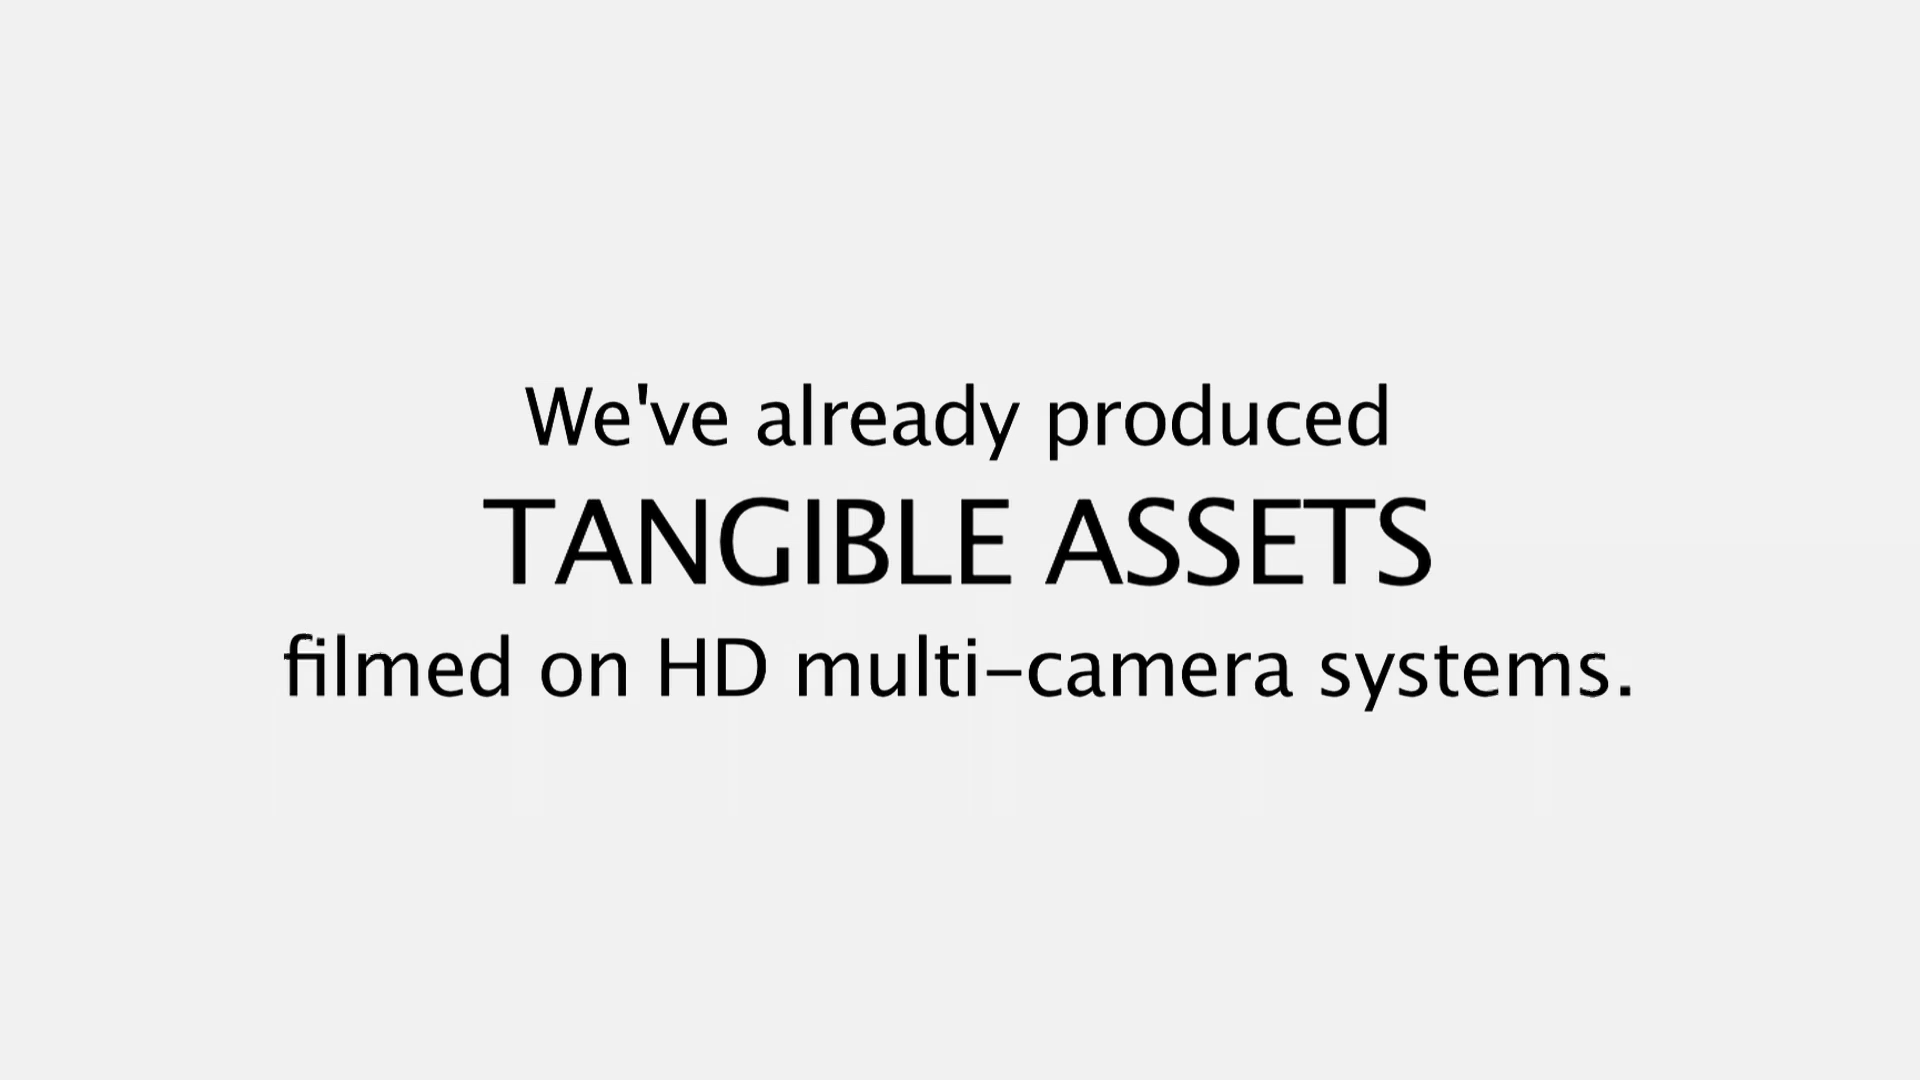 We've already produced
TANGIBLE ASSETS
filmed on HD multi-camera systems.